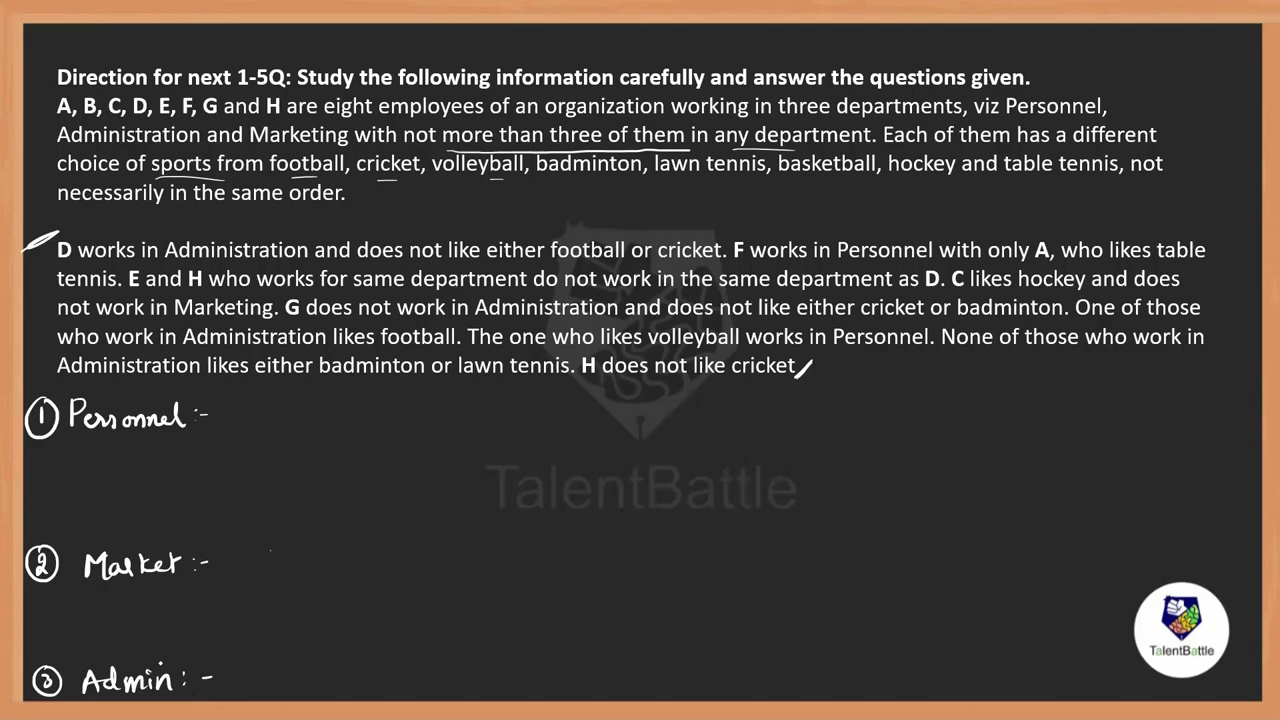 Direction for next 1-5Q: Study the following information carefully and answer the questions given.
A, B, C, D, E, F, G and H are eight employees of an organization working in three departments, viz Personnel,
Administration and Marketing with not more than three of them in any department. Each of them has a different
choice of sports from football, cricket, volleyball, badminton, lawn tennis, basketball, hockey and table tennis, not
necessarily in the same order.
D works in Administration and does not like either football or cricket. F works in Personnel with only A, who likes table
tennis. E and H who works for same department do not work in the same department as D. C likes hockey and does
not work in Marketing. G does not work in Administration and does not like either cricket or badminton. One of those
who work in Administration likes football. The one who likes volleyball works in Personnel. None of those who work in
Administration likes either badminton or lawn tennis. H does not like cricket
① Personnel :-
TalentBattle
② Market :-
TalentBattle
③ Admin : -